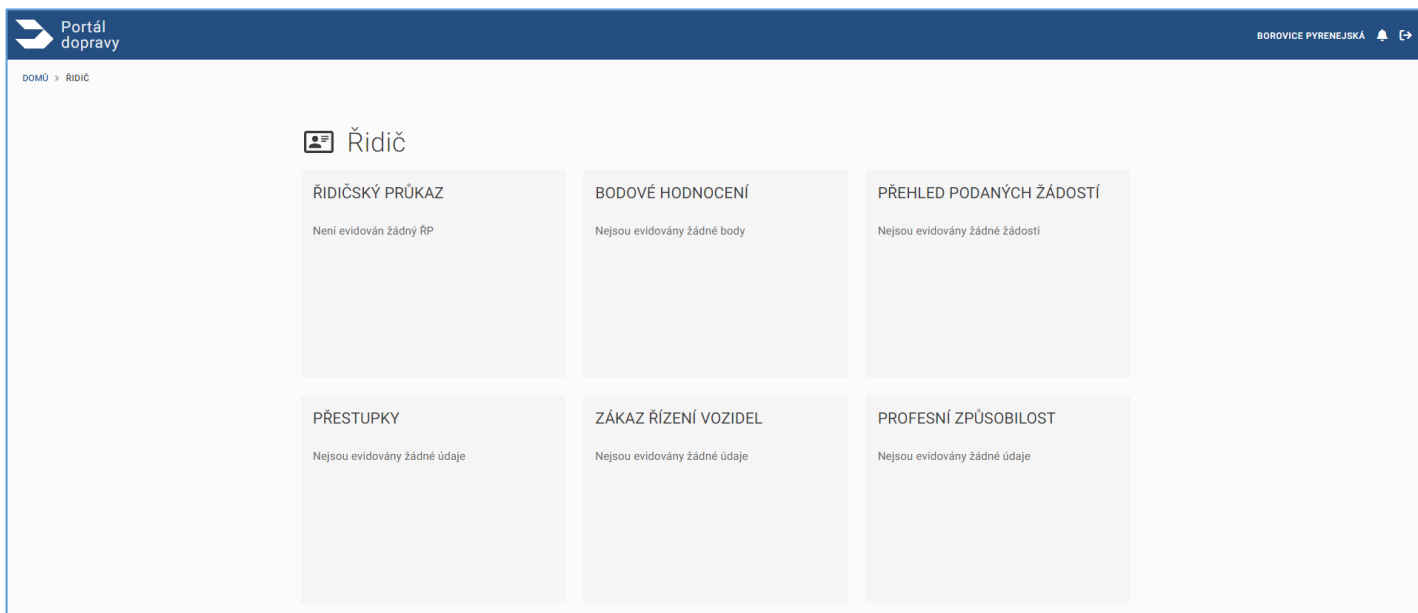 Portál
dopravy
BOROVICE PYRENEJSKÁ
DOMŮ > ŘIDIČ
Řidič
ŘIDIČSKÝ PRŮKAZ
Není evidován žádný ŘP
BODOVÉ HODNOCENÍ
Nejsou evidovány žádné body
PŘEHLED PODANÝCH ŽÁDOSTÍ
Nejsou evidovány žádné žádosti
PŘESTUPKY
Nejsou evidovány žádné údaje
ZÁKAZ ŘÍZENÍ VOZIDEL
Nejsou evidovány žádné údaje
PROFESNÍ ZPŮSOBILOST
Nejsou evidovány žádné údaje